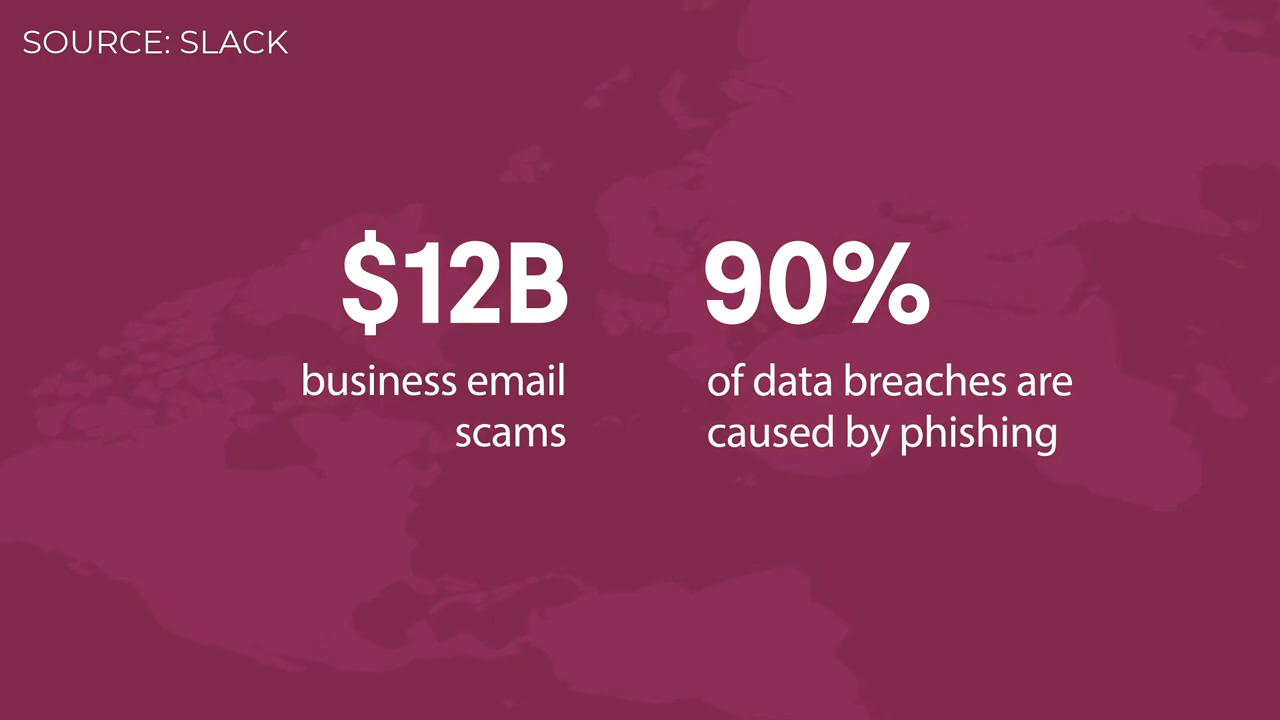 SOURCE: SLACK
$12B
business email
scams
90%
of data breaches are
caused by phishing